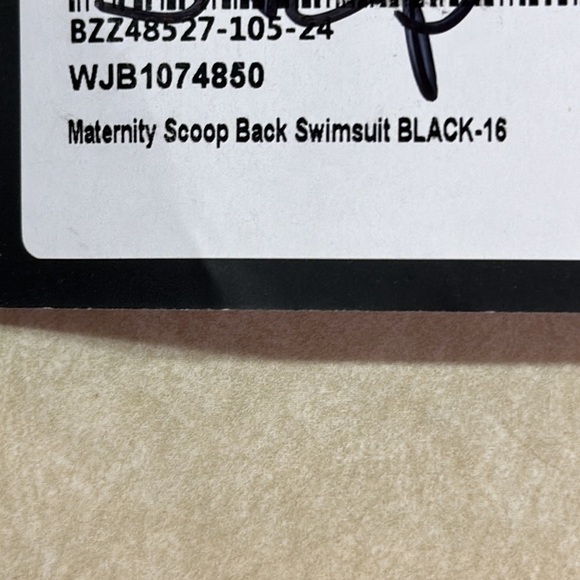 BZZ48527-105-24
WJB1074850
Maternity Scoop Back Swimsuit BLACK-16